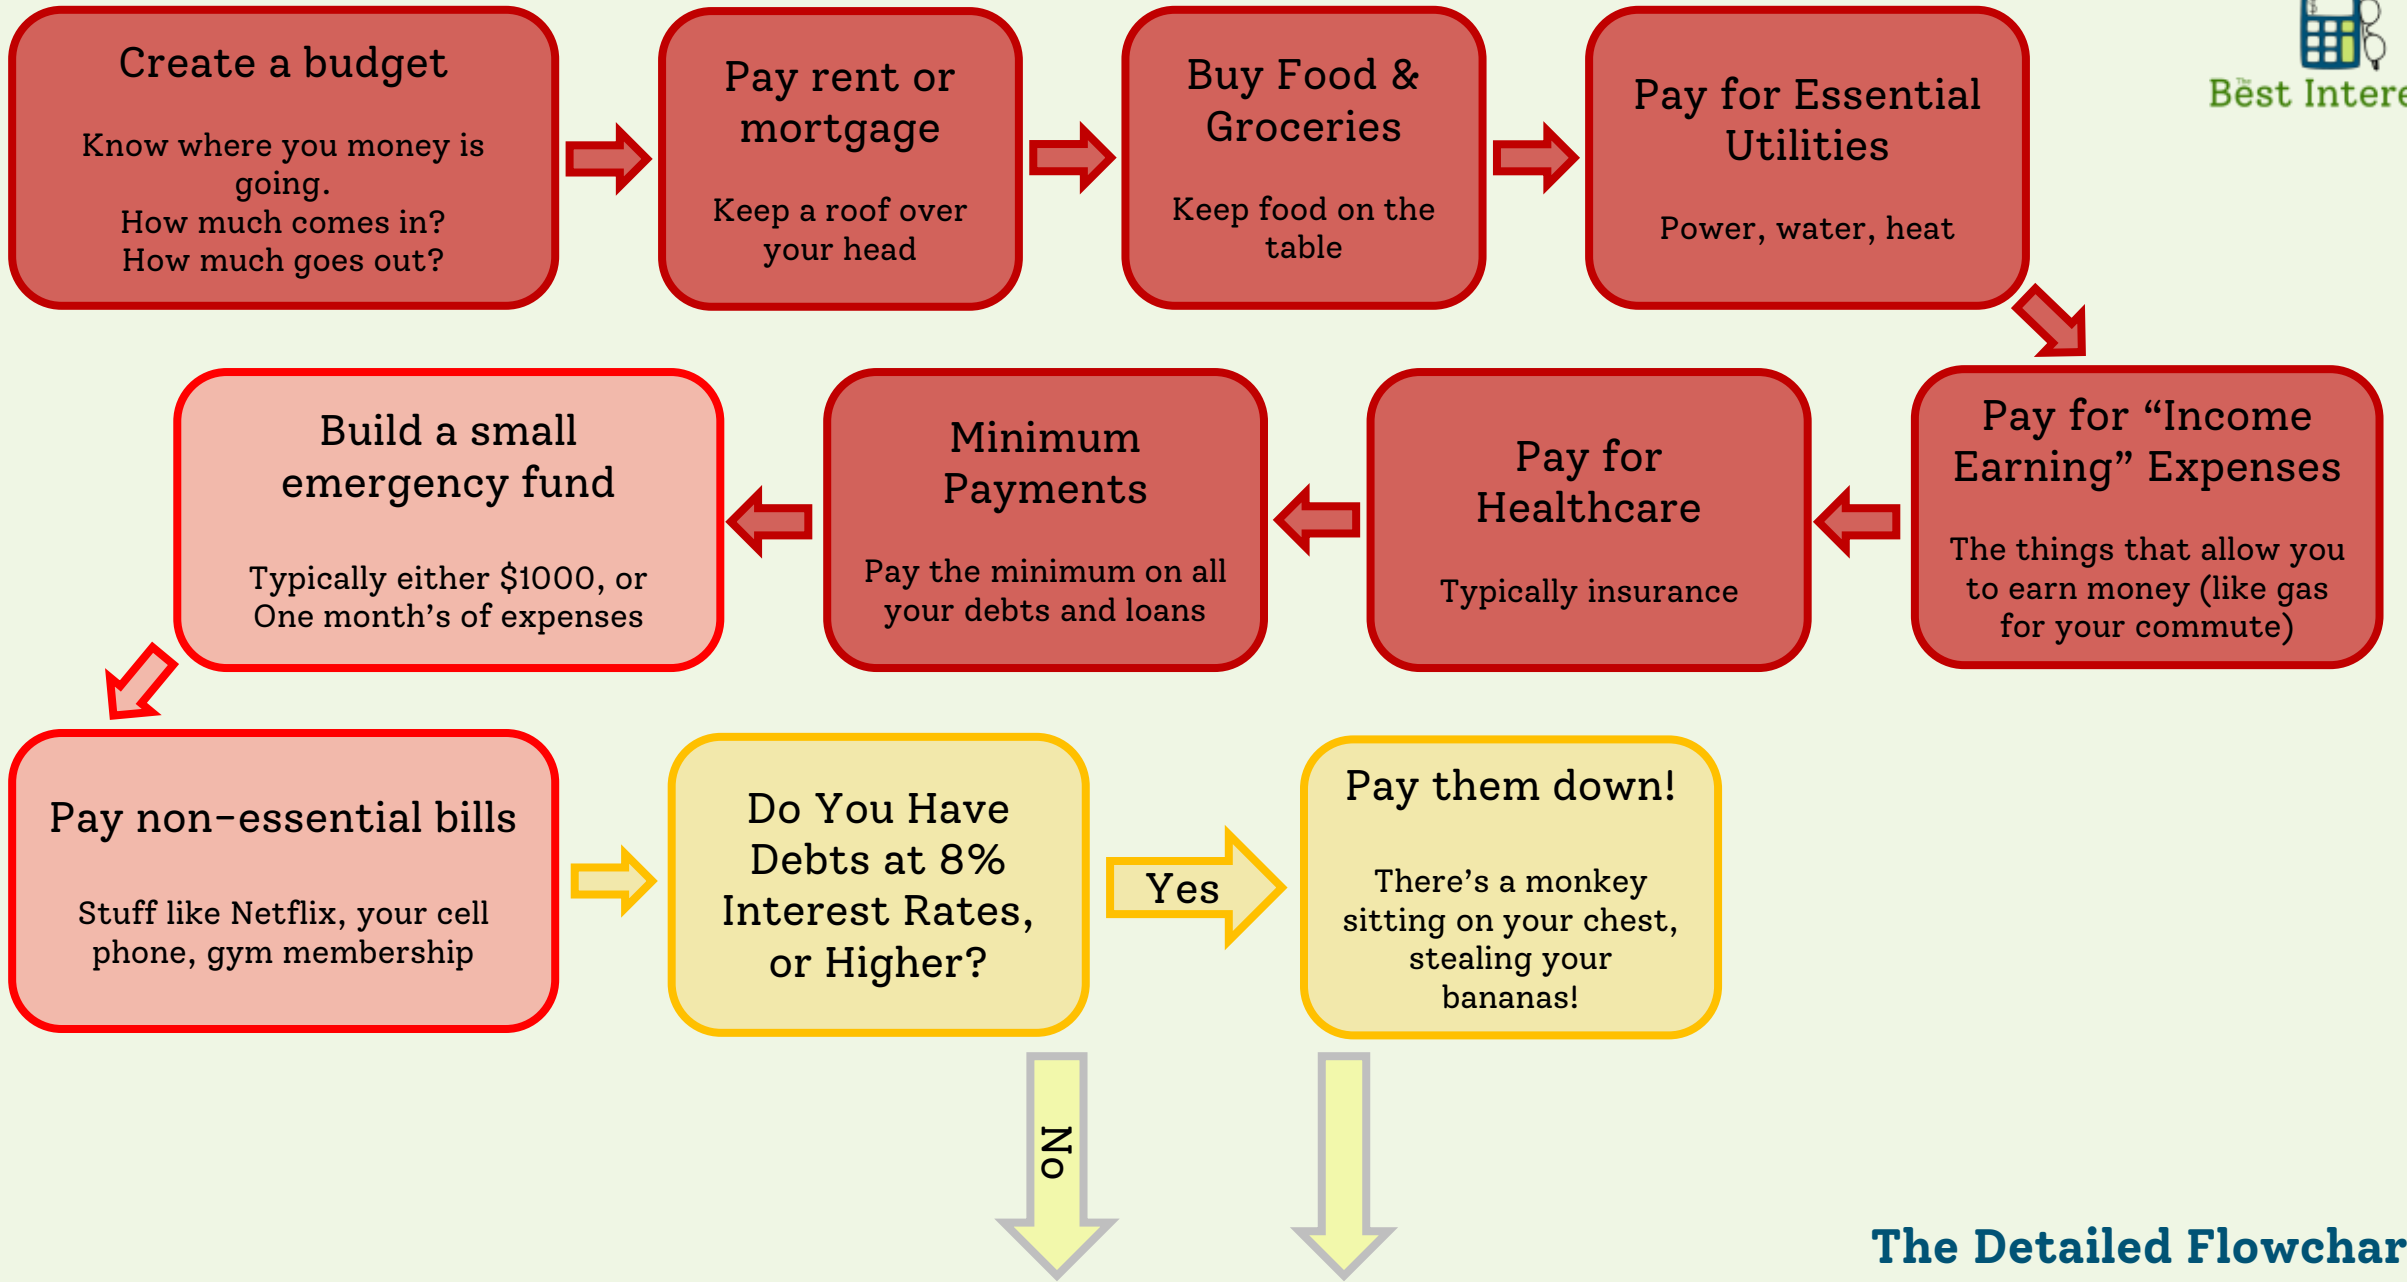 Create a budget
Know where you money is
going.
How much comes in?
How much goes out?
Pay rent or
mortgage
Keep a roof over
your head
Buy Food &
Groceries
Keep food on the
table
Pay for Essential
Utilities
Power, water, heat
$
The
Best Intere
Pay for “Income
Earning” Expenses
The things that allow you
to earn money (like gas
for your commute)
Pay for
Healthcare
Typically insurance
Minimum
Payments
Pay the minimum on all
your debts and loans
Build a small
emergency fund
Typically either $1000, or
One month’s of expenses
Pay non-essential bills
Stuff like Netflix, your cell
phone, gym membership
Do You Have
Debts at 8%
Interest Rates,
or Higher?
Yes
Pay them down!
There’s a monkey
sitting on your chest,
stealing your
bananas!
No
The Detailed Flowchar